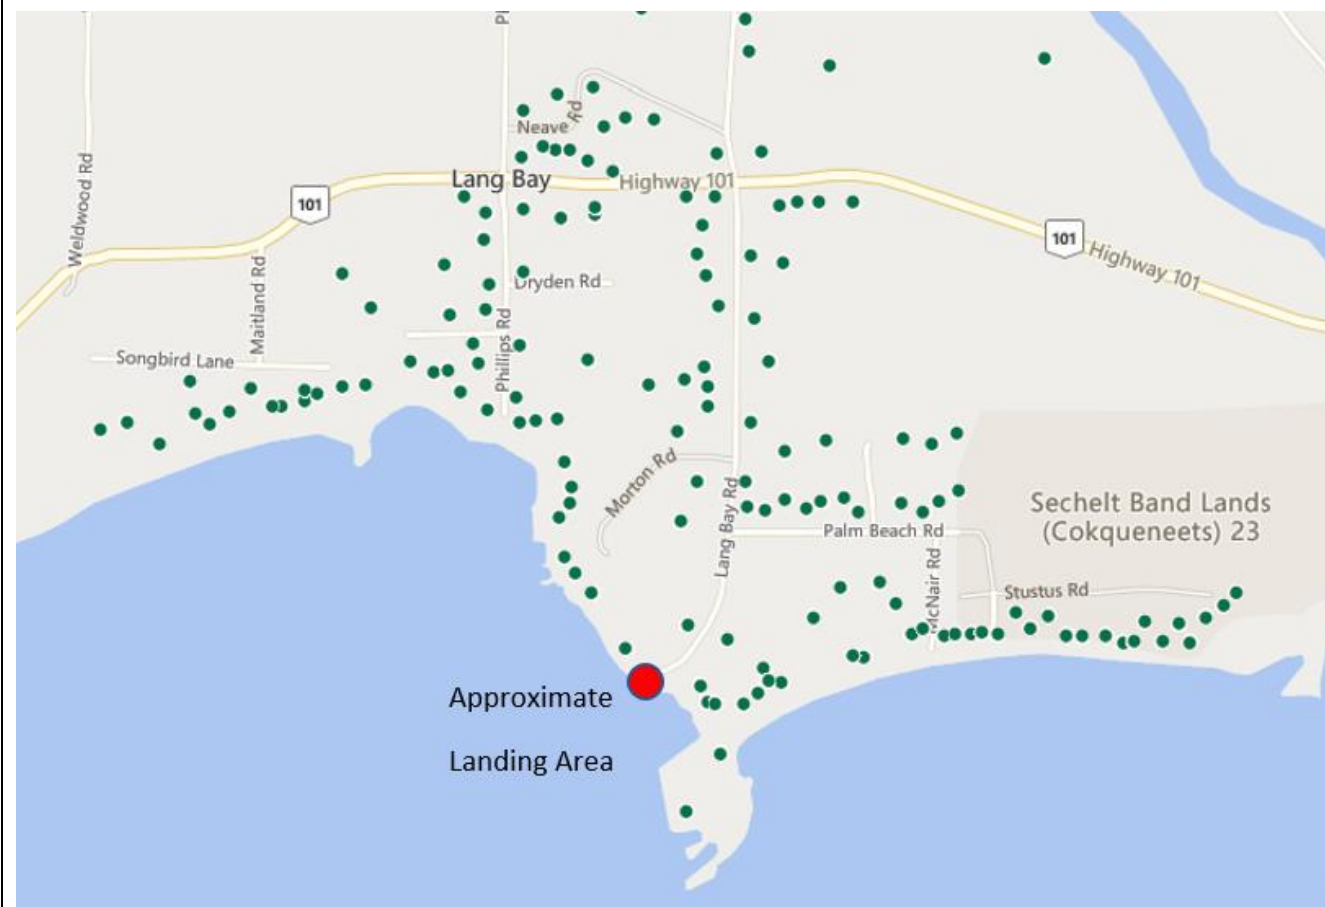 Pl
Neave Rd
Lang Bay
Highway 101
101
Weldwood Rd
101
Highway 101
Maitland Rd
Dryden Rd
Songbird Lane
Phillips Rd
Morton Rd
Lang Bay Rd
Sechelt Band Lands
(Cokqueneets) 23
Palm Beach Rd
McNair Rd
Stustus Rd
Approximate
Landing Area